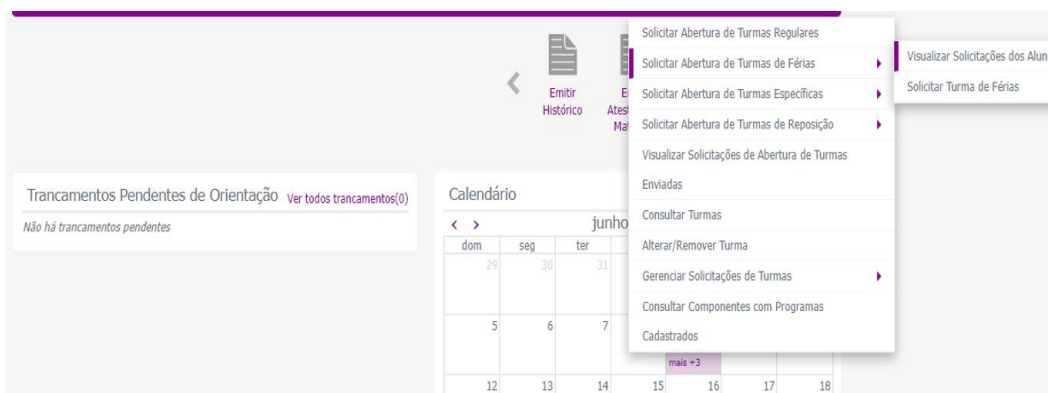 Solicitar Abertura de Turmas Regulares
Solicitar Abertura de Turmas de Férias
Solicitar Abertura de Turmas Específicas
Solicitar Abertura de Turmas de Reposição
Visualizar Solicitações de Abertura de Turmas
Enviadas
Consultar Turmas
Alterar/Remover Turma
Gerenciar Solicitações de Turmas
Consultar Componentes com Programas
Cadastrados
Visualizar Solicitações dos Alun
Solicitar Turma de Férias
Emitir
Histórico
E
Atest
Mat
Trancamentos Pendentes de Orientação Ver todos trancamentos(0)
Não há trancamentos pendentes
Calendário
< > junho
dom seg ter
29 30 31
5 6 7
mais +3
12 13 14 15 16 17 18